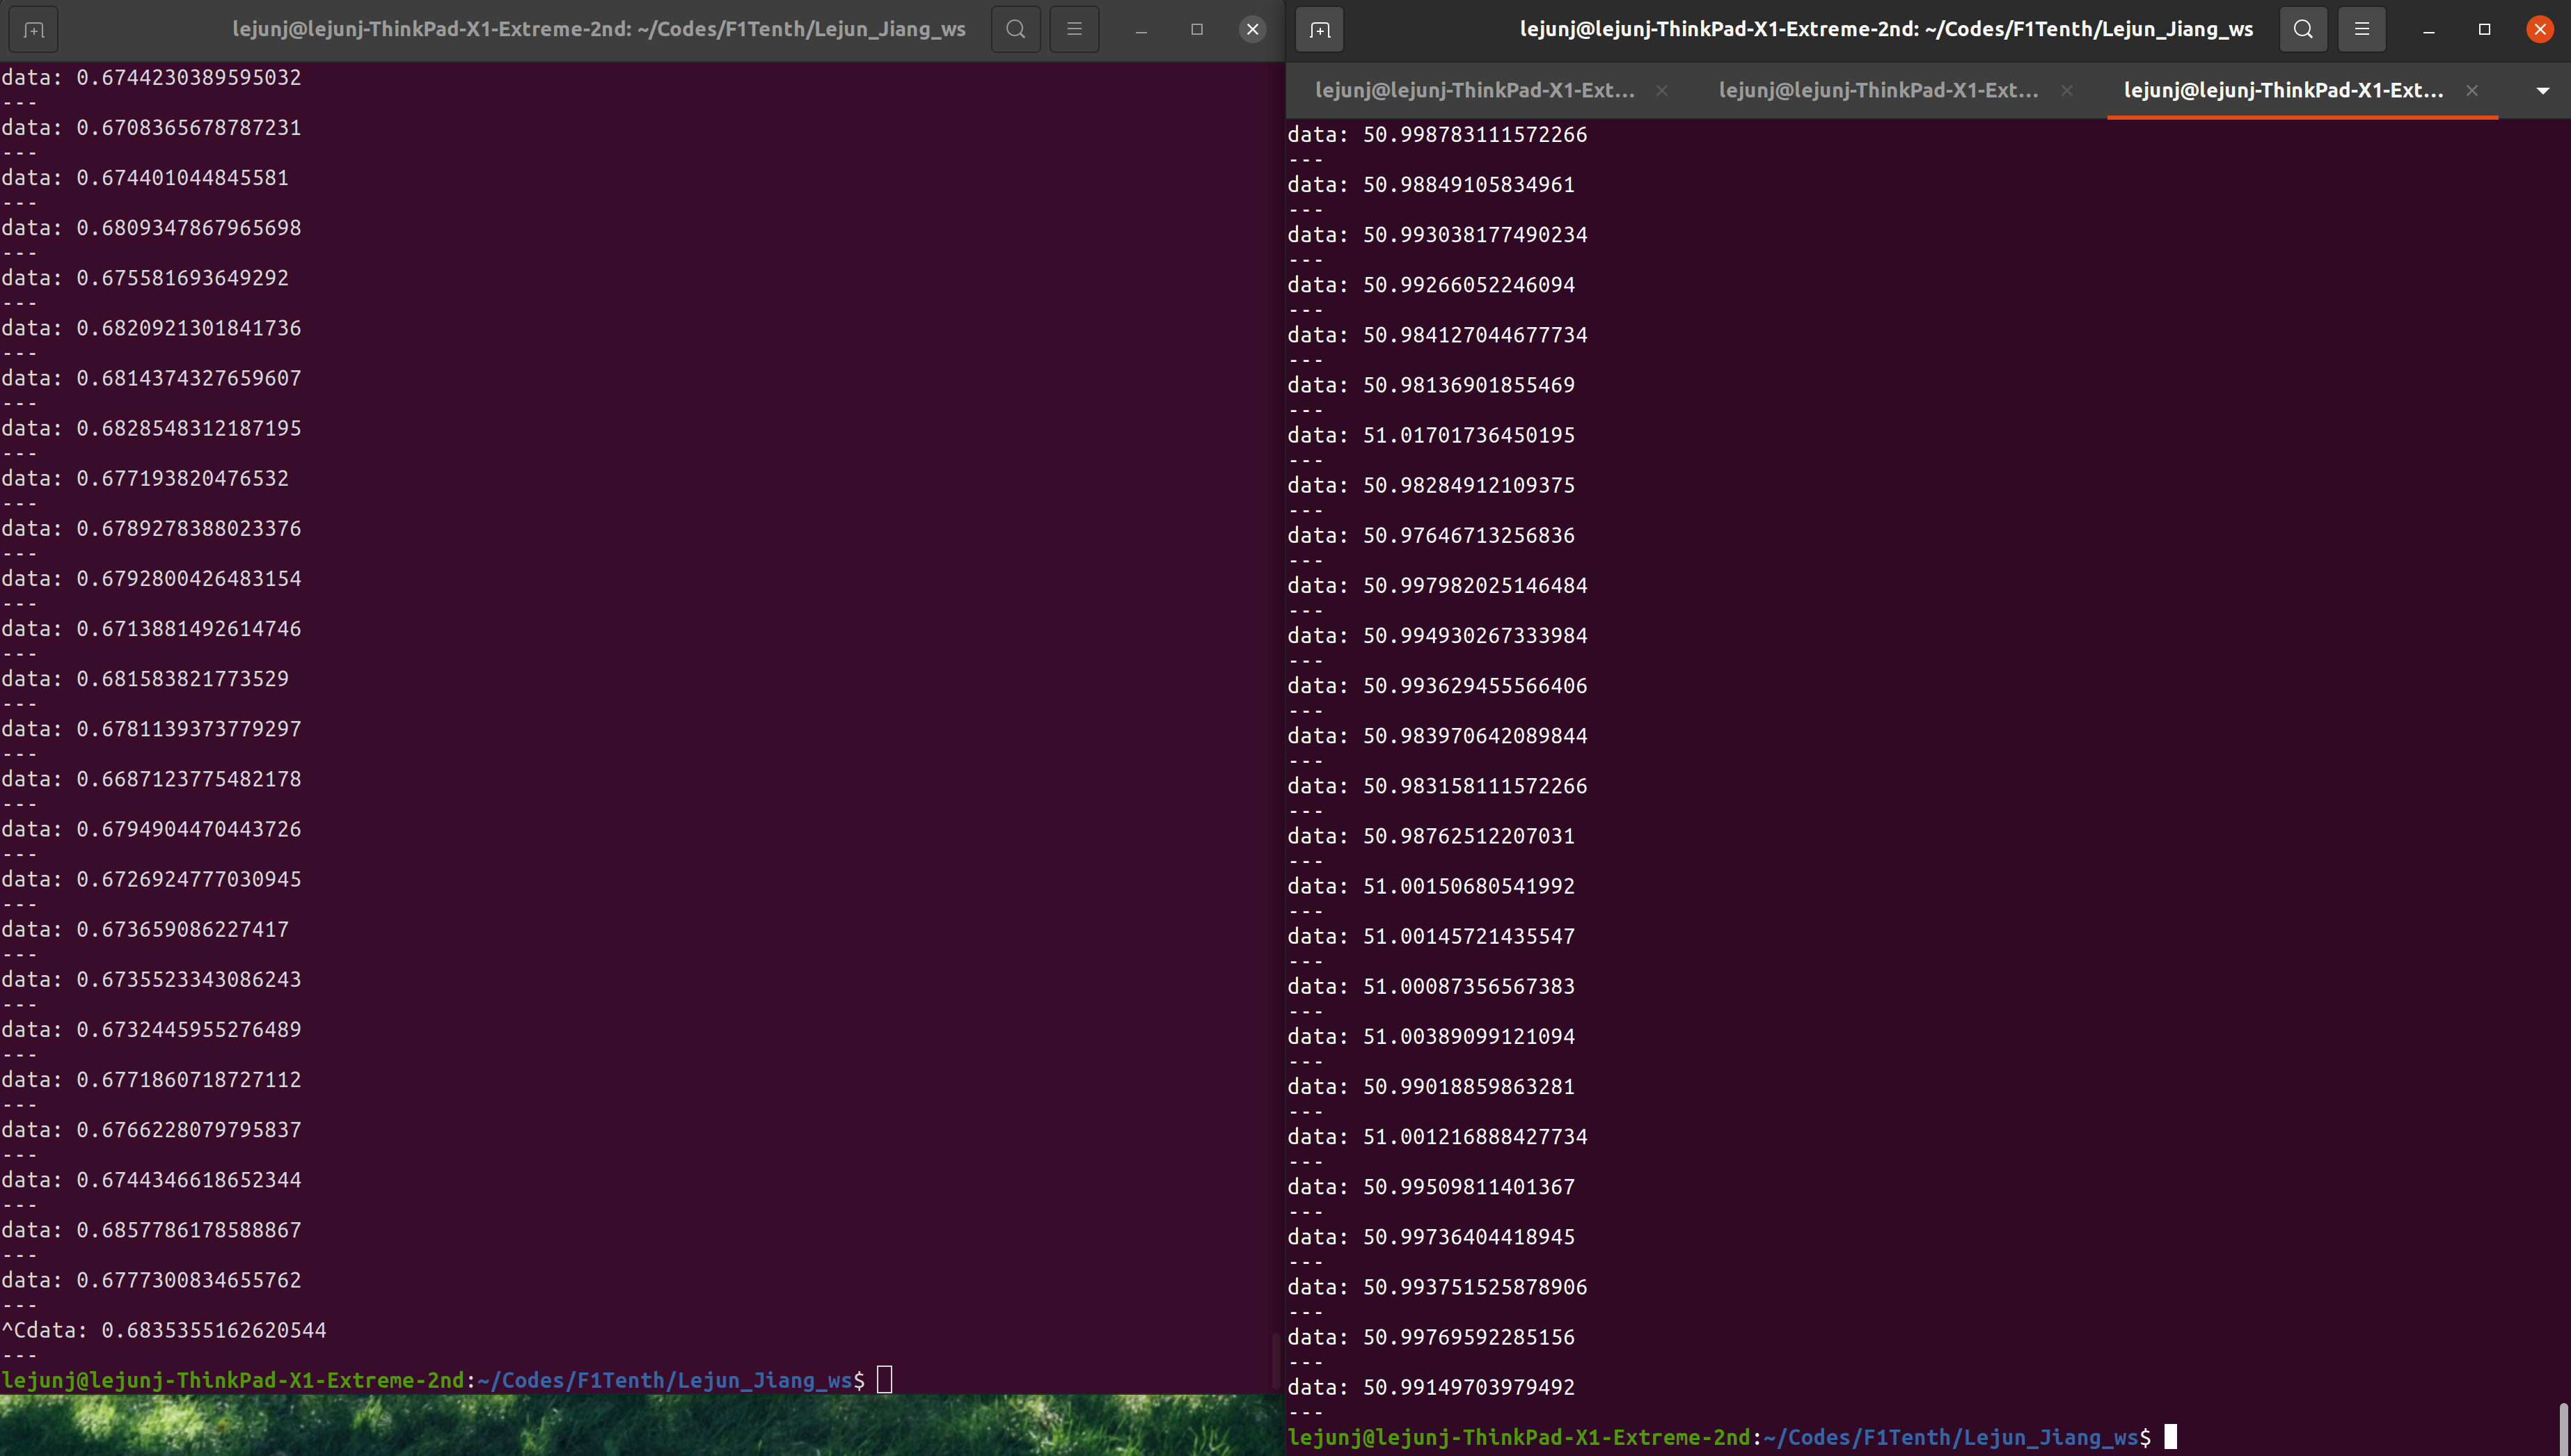 lejunj@lejunj-ThinkPad-X1-Extreme-2nd: ~/Codes/F1Tenth/Lejun_Jiang_ws
data: 0.6744230389595032
---
data: 0.6708365678787231
---
data: 0.674401044845581
---
data: 0.6809347867965698
---
data: 0.675581693649292
---
data: 0.6820921301841736
---
data: 0.6814374327659607
---
data: 0.6828548312187195
---
data: 0.677193820476532
---
data: 0.6789278388023376
---
data: 0.6792800426483154
---
data: 0.6713881492614746
---
data: 0.681583821773529
---
data: 0.6781139373779297
---
data: 0.6687123775482178
---
data: 0.6794904470443726
---
data: 0.6726924777030945
---
data: 0.673659086227417
---
data: 0.6735523343086243
---
data: 0.6732445955276489
---
data: 0.6771860718727112
---
data: 0.6766228079795837
---
data: 0.6744346618652344
---
data: 0.6857786178588867
---
data: 0.6777300834655762
---
^Cdata: 0.6835355162620544
---
lejunj@lejunj-ThinkPad-X1-Extreme-2nd:~/Codes/F1Tenth/Lejun_Jiang_ws$
lejunj@lejunj-ThinkPad-X1-Extreme-2nd: ~/Codes/F1Tenth/Lejun_Jiang_ws
lejunj@lejunj-ThinkPad-X1-Ext...
lejunj@lejunj-ThinkPad-X1-Ext...
lejunj@lejunj-ThinkPad-X1-Ext...
data: 50.998783111572266
---
data: 50.98849105834961
---
data: 50.993038177490234
---
data: 50.99266052246094
---
data: 50.984127044677734
---
data: 50.98136901855469
---
data: 51.01701736450195
---
data: 50.98284912109375
---
data: 50.97646713256836
---
data: 50.997982025146484
---
data: 50.994930267333984
---
data: 50.993629455566406
---
data: 50.983970642089844
---
data: 50.983158111572266
---
data: 50.98762512207031
---
data: 51.00150680541992
---
data: 51.00145721435547
---
data: 51.00087356567383
---
data: 51.00389099121094
---
data: 50.99018859863281
---
data: 51.001216888427734
---
data: 50.99509811401367
---
data: 50.99736404418945
---
data: 50.993751525878906
---
data: 50.99769592285156
---
data: 50.99149703979492
---
lejunj@lejunj-ThinkPad-X1-Extreme-2nd:~/Codes/F1Tenth/Lejun_Jiang_ws$